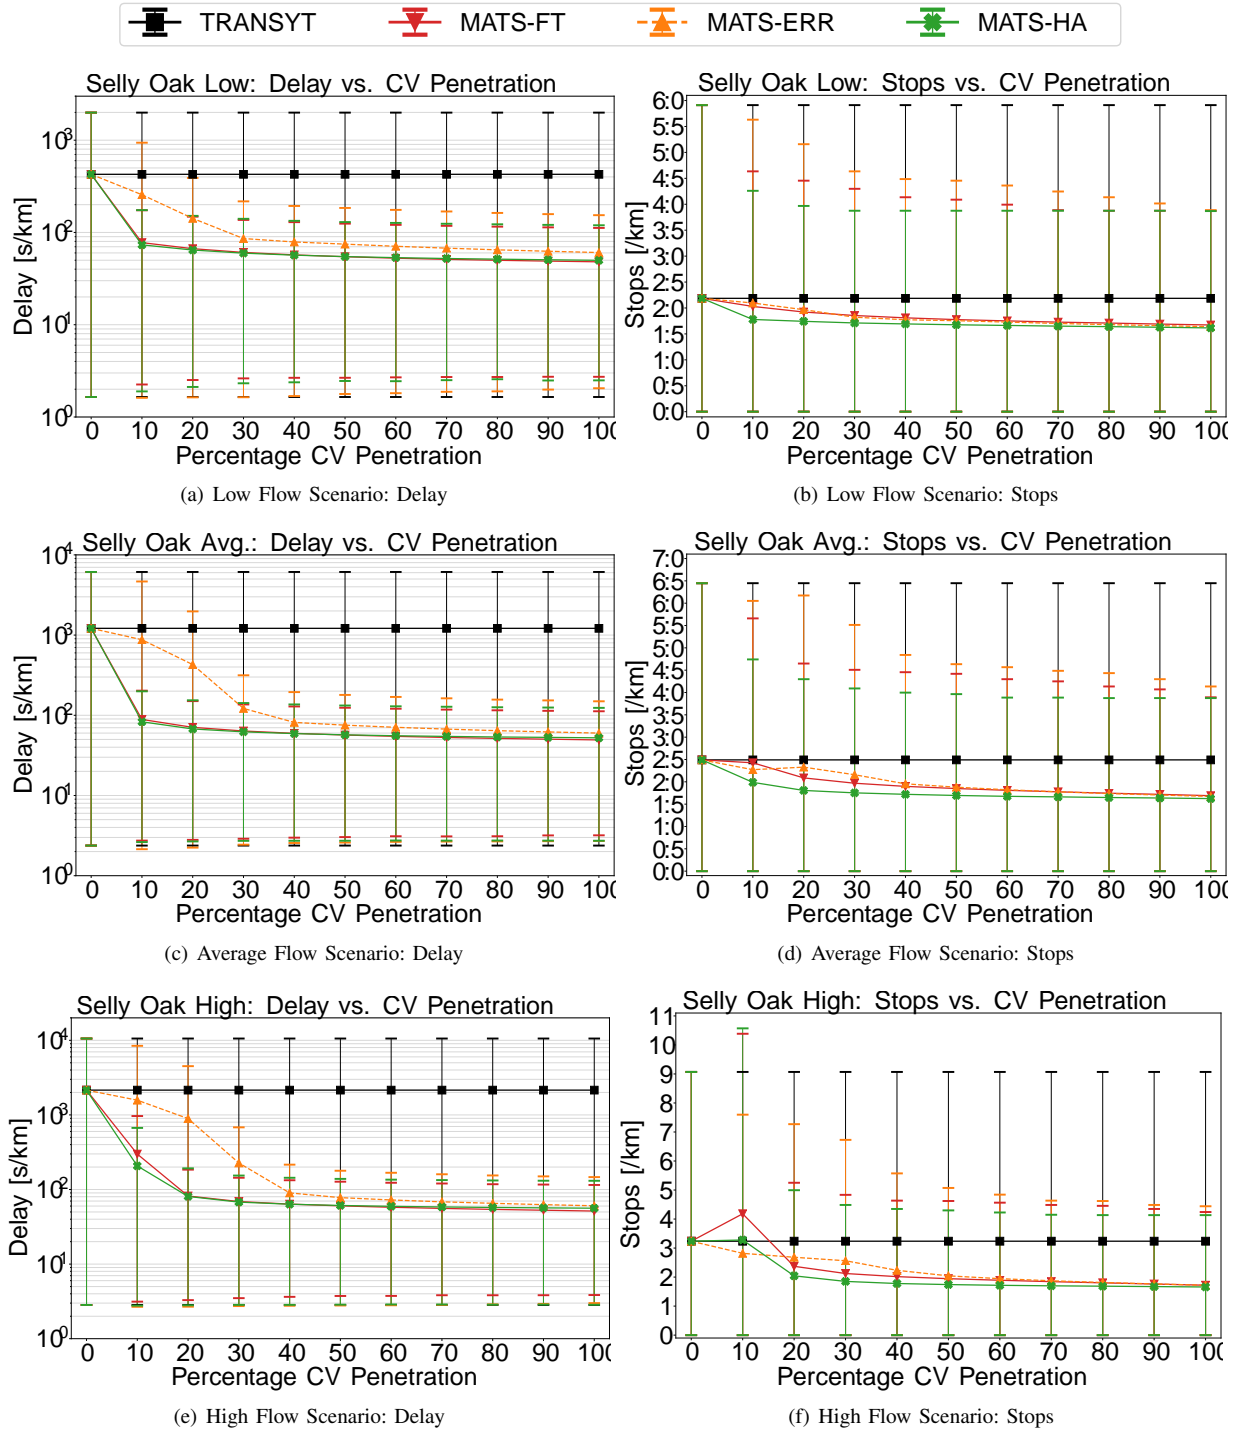 TRANSYT MATS-FT MATS-ERR MATS-HA
Selly Oak Low: Delay vs. CV Penetration
Delay [s/km]
10^3
10^2
10^1
10^0
0 10 20 30 40 50 60 70 80 90 100
Percentage CV Penetration
(a) Low Flow Scenario: Delay
Selly Oak Low: Stops vs. CV Penetration
Stops [/km]
6:0
5:5
5:0
4:5
4:0
3:5
3:0
2:5
2:0
1:5
1:0
0:5
0:0
0 10 20 30 40 50 60 70 80 90 100
Percentage CV Penetration
(b) Low Flow Scenario: Stops
Selly Oak Avg.: Delay vs. CV Penetration
Delay [s/km]
10^4
10^3
10^2
10^1
10^0
0 10 20 30 40 50 60 70 80 90 100
Percentage CV Penetration
(c) Average Flow Scenario: Delay
Selly Oak Avg.: Stops vs. CV Penetration
Stops [/km]
7:0
6:5
6:0
5:5
5:0
4:5
4:0
3:5
3:0
2:5
2:0
1:5
1:0
0:5
0:0
0 10 20 30 40 50 60 70 80 90 100
Percentage CV Penetration
(d) Average Flow Scenario: Stops
Selly Oak High: Delay vs. CV Penetration
Delay [s/km]
10^4
10^3
10^2
10^1
10^0
0 10 20 30 40 50 60 70 80 90 100
Percentage CV Penetration
(e) High Flow Scenario: Delay
Selly Oak High: Stops vs. CV Penetration
Stops [/km]
11
10
9
8
7
6
5
4
3
2
1
0
0 10 20 30 40 50 60 70 80 90 100
Percentage CV Penetration
(f) High Flow Scenario: Stops